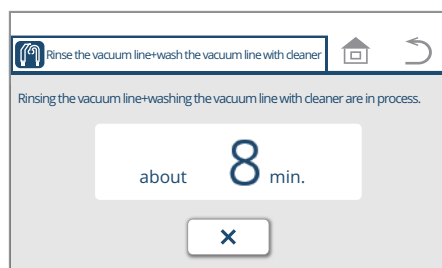 Rinse the vacuum line+wash the vacuum line with cleaner
Rinsing the vacuum line+washing the vacuum line with cleaner are in process.
about 8 min.